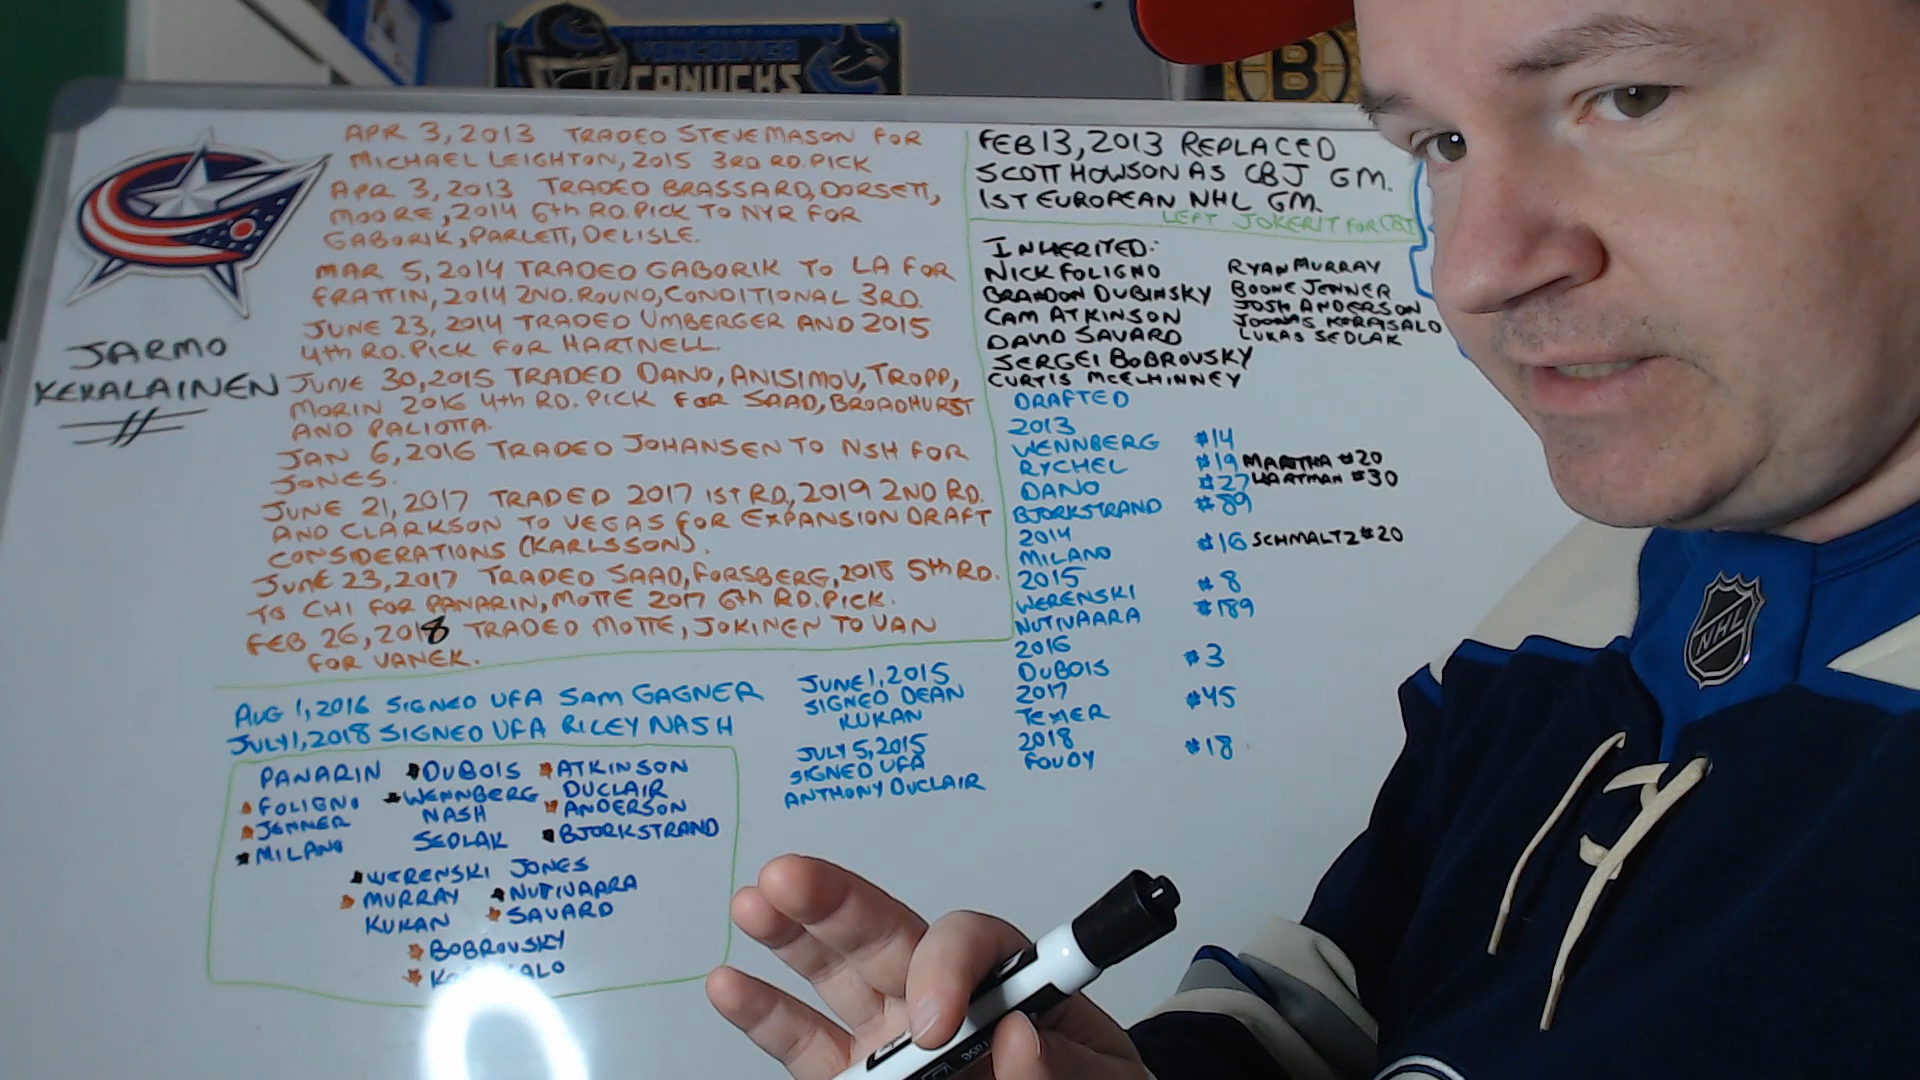 VANCOUVER
CANUCKS
B
JARMO
KEKALAINEN
APR 3, 2013 TRADED STEVE MASON FOR
MICHAEL LEIGHTON, 2015 3RD RD. PICK
APR 3, 2013 TRADED BRASSARD, DORSETT,
MOORE, 2014 6th RD. PICK TO NYR FOR
GABORIK, PARLETT, DELISLE.
MAR 5, 2014 TRADED GABORIK TO LA FOR
FRATTIN, 2014 2ND. ROUND, CONDITIONAL 3RD.
JUNE 23, 2014 TRADED UMBERGER AND 2015
4th RD. PICK FOR HARTNELL.
JUNE 30, 2015 TRADED DANO, ANISIMOV, TROPP,
MORIN 2016 4th RD. PICK FOR SAAD, BROADHURST
AND PALIOTTA.
JAN 6, 2016 TRADED JOHANSEN TO NSH FOR
JONES.
JUNE 21, 2017 TRADED 2017 1ST RD, 2019 2ND RD.
AND CLARKSON TO VEGAS FOR EXPANSION DRAFT
CONSIDERATIONS (KARLSSON).
JUNE 23, 2017 TRADED SAAD, FORSBERG, 2018 5th RD.
TO CHI FOR PANARIN, MOTTE 2017 6th RD. PICK.
FEB 26, 2018 TRADED MOTTE, JOKINEN TO VAN
FOR VANEK.
AUG 1, 2016 SIGNED UFA SAM GAGNER
JULY 1, 2018 SIGNED UFA RILEY NASH
PANARIN DUBOIS ATKINSON
FOLIGNO WENNBERG DUCLAIR
JENNER NASH ANDERSON
MILANO SEDLAK BJORKSTRAND
WERENSKI JONES
MURRAY NUTIVAARA
KUKAN SAVARD
BOBROVSKY
JUNE 1, 2015
SIGNED DEAN
KUKAN
JULY 5, 2015
SIGNED UFA
ANTHONY DUCLAIR
FEB 13, 2013 REPLACED
SCOTT HOWSON AS CBJ GM.
1ST EUROPEAN NHL GM.
LEFT JOKERIT FOR CBJ
INHERITED:
NICK FOLIGNO RYAN MURRAY
BRANDON DUBINSKY BOONE JENNER
CAM ATKINSON JOSH ANDERSON
DAVID SAVARD JOONAS KORPISALO
SERGEI BOBROVSKY LUKAS SEDLAK
CURTIS MCELHINNEY
DRAFTED
2013
WENNBERG #14
RYCHEL #19 MANTHA #20
DANO #27 HARTMAN #30
BJORKSTRAND #89
2014
MILANO #16 SCHMALTZ #20
2015
WERENSKI #8
NUTIVAARA #189
2016
DUBOIS #3
2017
TEXIER #45
2018
FOUDY #18
NHL